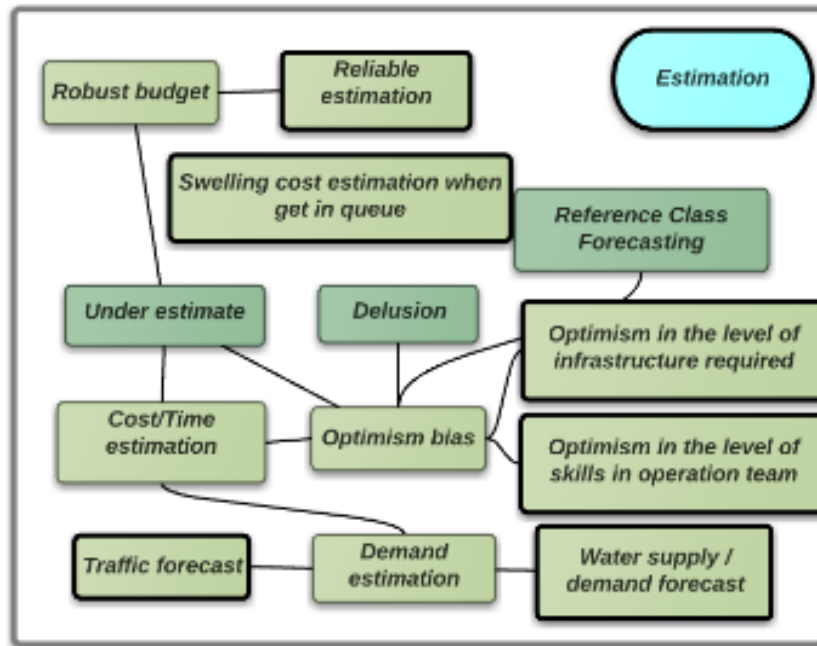 Robust budget
Reliable
estimation
Estimation
Swelling cost estimation when
get in queue
Reference Class
Forecasting
Under estimate
Delusion
Optimism in the level of
infrastructure required
Cost/Time
estimation
Optimism bias
Optimism in the level of
skills in operation team
Traffic forecast
Demand
estimation
Water supply /
demand forecast